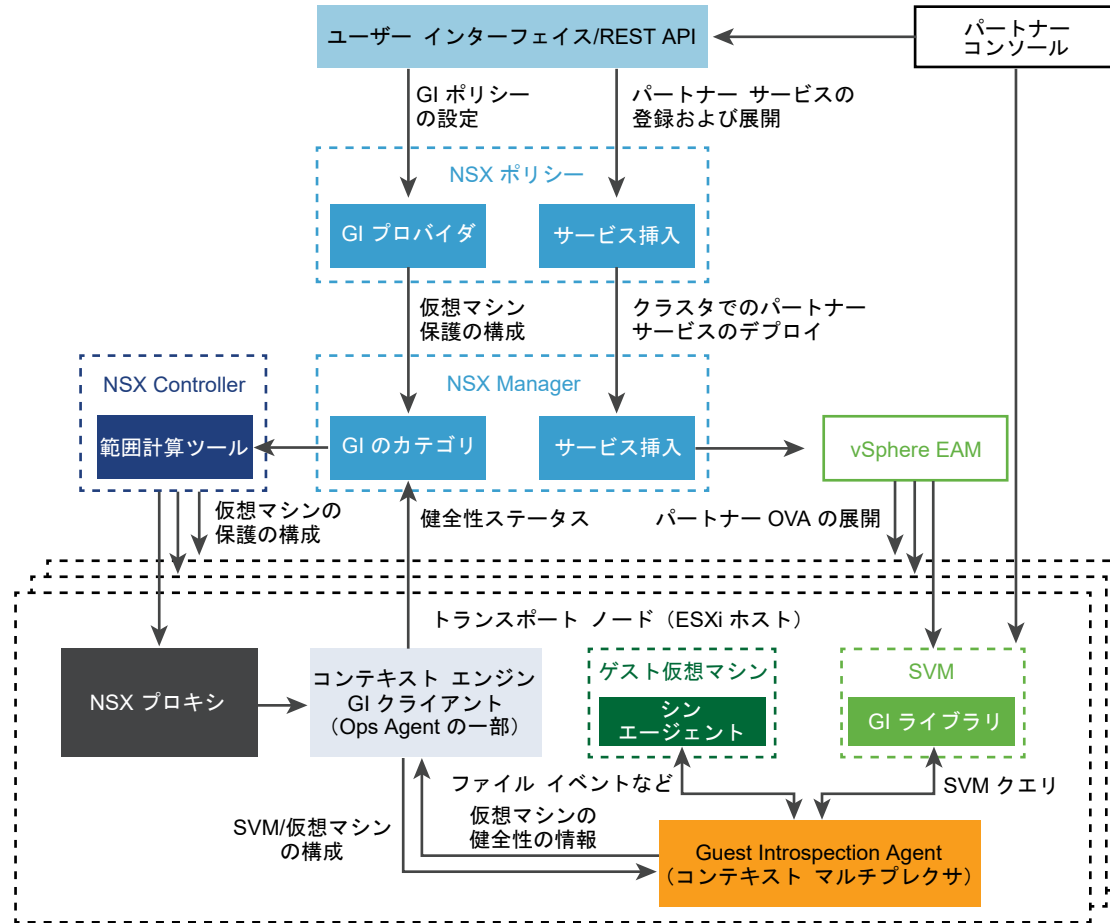 ユーザー インターフェイス/REST API
パートナー
コンソール
GI ポリシー
の設定
パートナー サービスの
登録および展開
NSX ポリシー
GI プロバイダ
サービス挿入
仮想マシン
保護の構成
クラスタでのパートナー
サービスのデプロイ
NSX Controller
NSX Manager
範囲計算ツール
GI のカテゴリ
サービス挿入
vSphere EAM
仮想マシンの
保護の構成
健全性ステータス
パートナー OVA の展開
トランスポート ノード（ESXi ホスト）
NSX プロキシ
コンテキスト エンジン
GI クライアント
（Ops Agent の一部）
ゲスト仮想マシン
シン
エージェント
SVM
GI ライブラリ
ファイル イベントなど
SVM クエリ
仮想マシンの
健全性の情報
SVM/仮想マシン
の構成
Guest Introspection Agent
（コンテキスト マルチプレクサ）